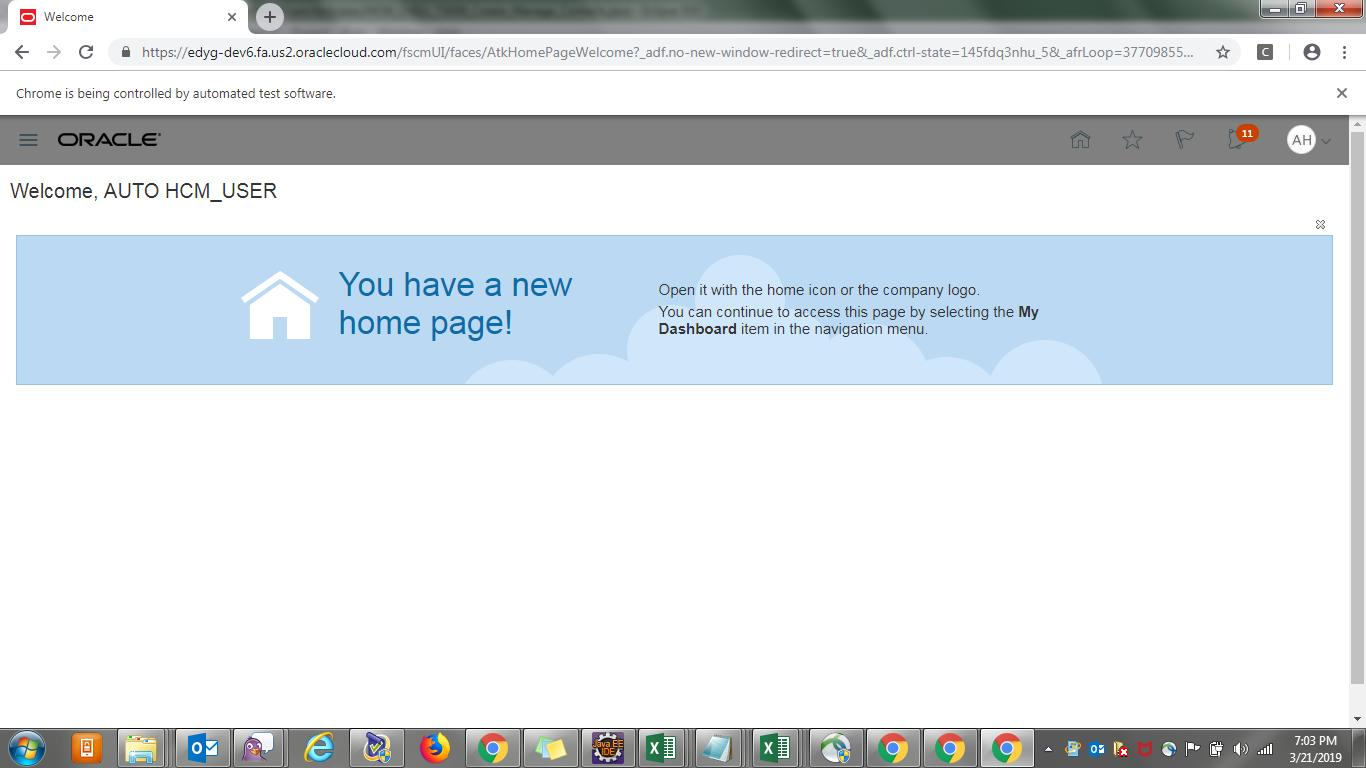 Welcome
https://edyg-dev6.fa.us2.oraclecloud.com/fscmUI/faces/AtkHomePageWelcome?_adf.no-new-window-redirect=true&_adf.ctrl-state=145fdq3nhu_5&_afrLoop=37709855...
C
Chrome is being controlled by automated test software.
ORACLE
11
AH
Welcome, AUTO HCM_USER
You have a new
home page!
Open it with the home icon or the company logo.
You can continue to access this page by selecting the My
Dashboard item in the navigation menu.
Java EE
IDE
7:03 PM
3/21/2019